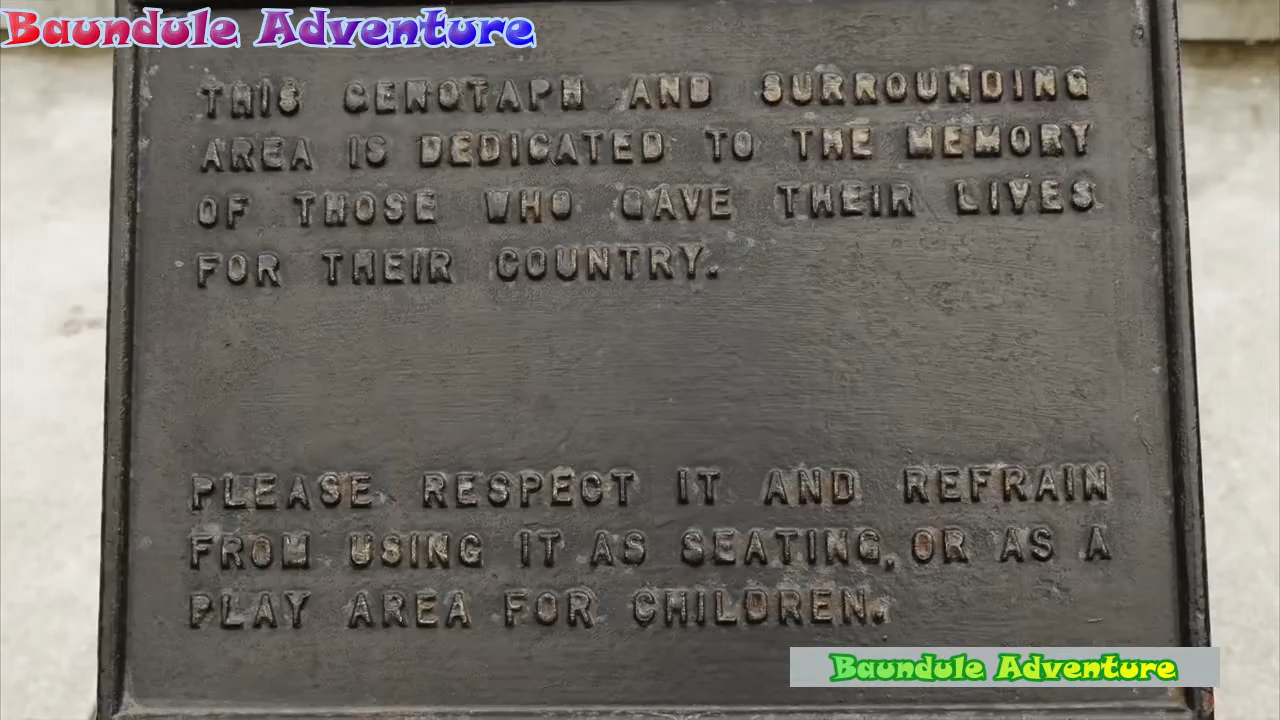 Baundule Adventure
THIS CENOTAPH AND SURROUNDING
AREA IS DEDICATED TO THE MEMORY
OF THOSE WHO GAVE THEIR LIVES
FOR THEIR COUNTRY.
PLEASE RESPECT IT AND REFRAIN
FROM USING IT AS SEATING, OR AS A
PLAY AREA FOR CHILDREN.
Baundule Adventure